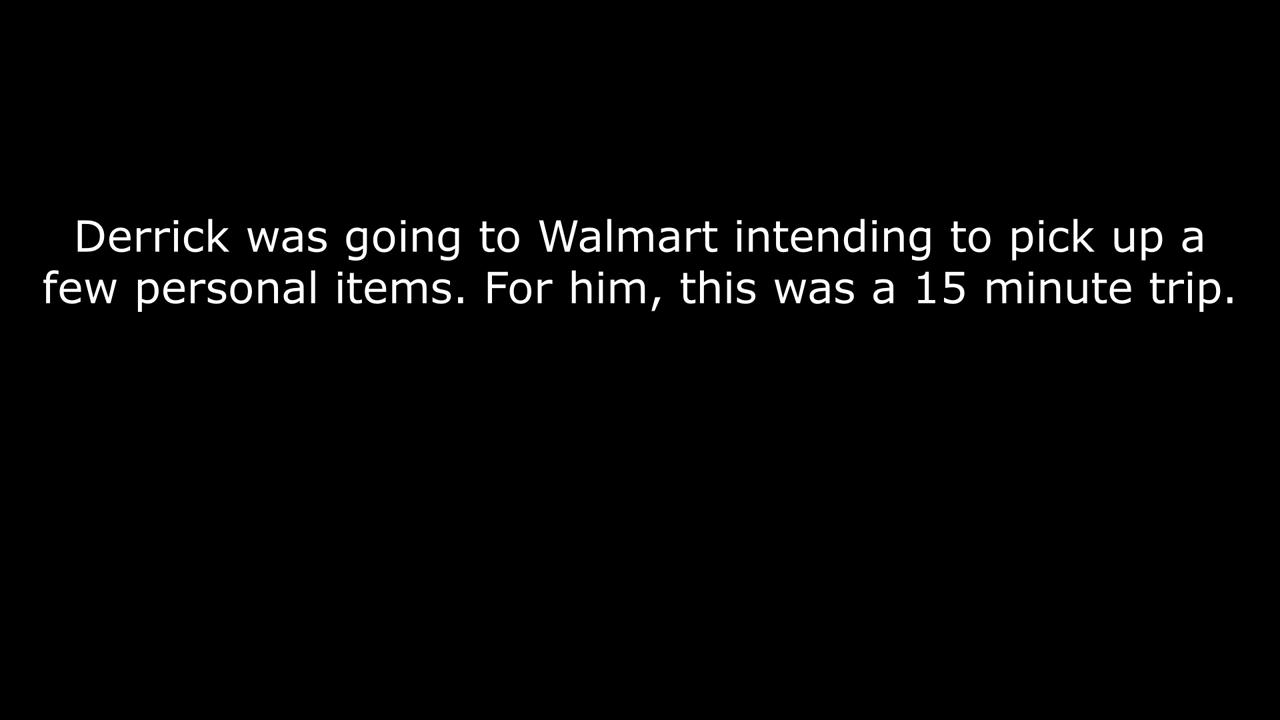 Derrick was going to Walmart intending to pick up a
few personal items. For him, this was a 15 minute trip.